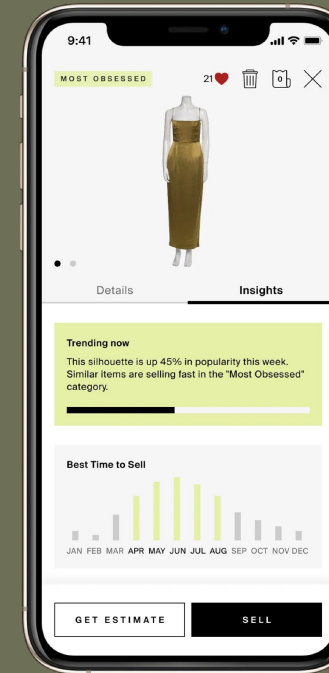 9:41
MOST OBSESSED
21
0
Details
Insights
Trending now
This silhouette is up 45% in popularity this week.
Similar items are selling fast in the "Most Obsessed"
category.
Best Time to Sell
JAN FEB MAR APR MAY JUN JUL AUG SEP OCT NOV DEC
GET ESTIMATE
SELL